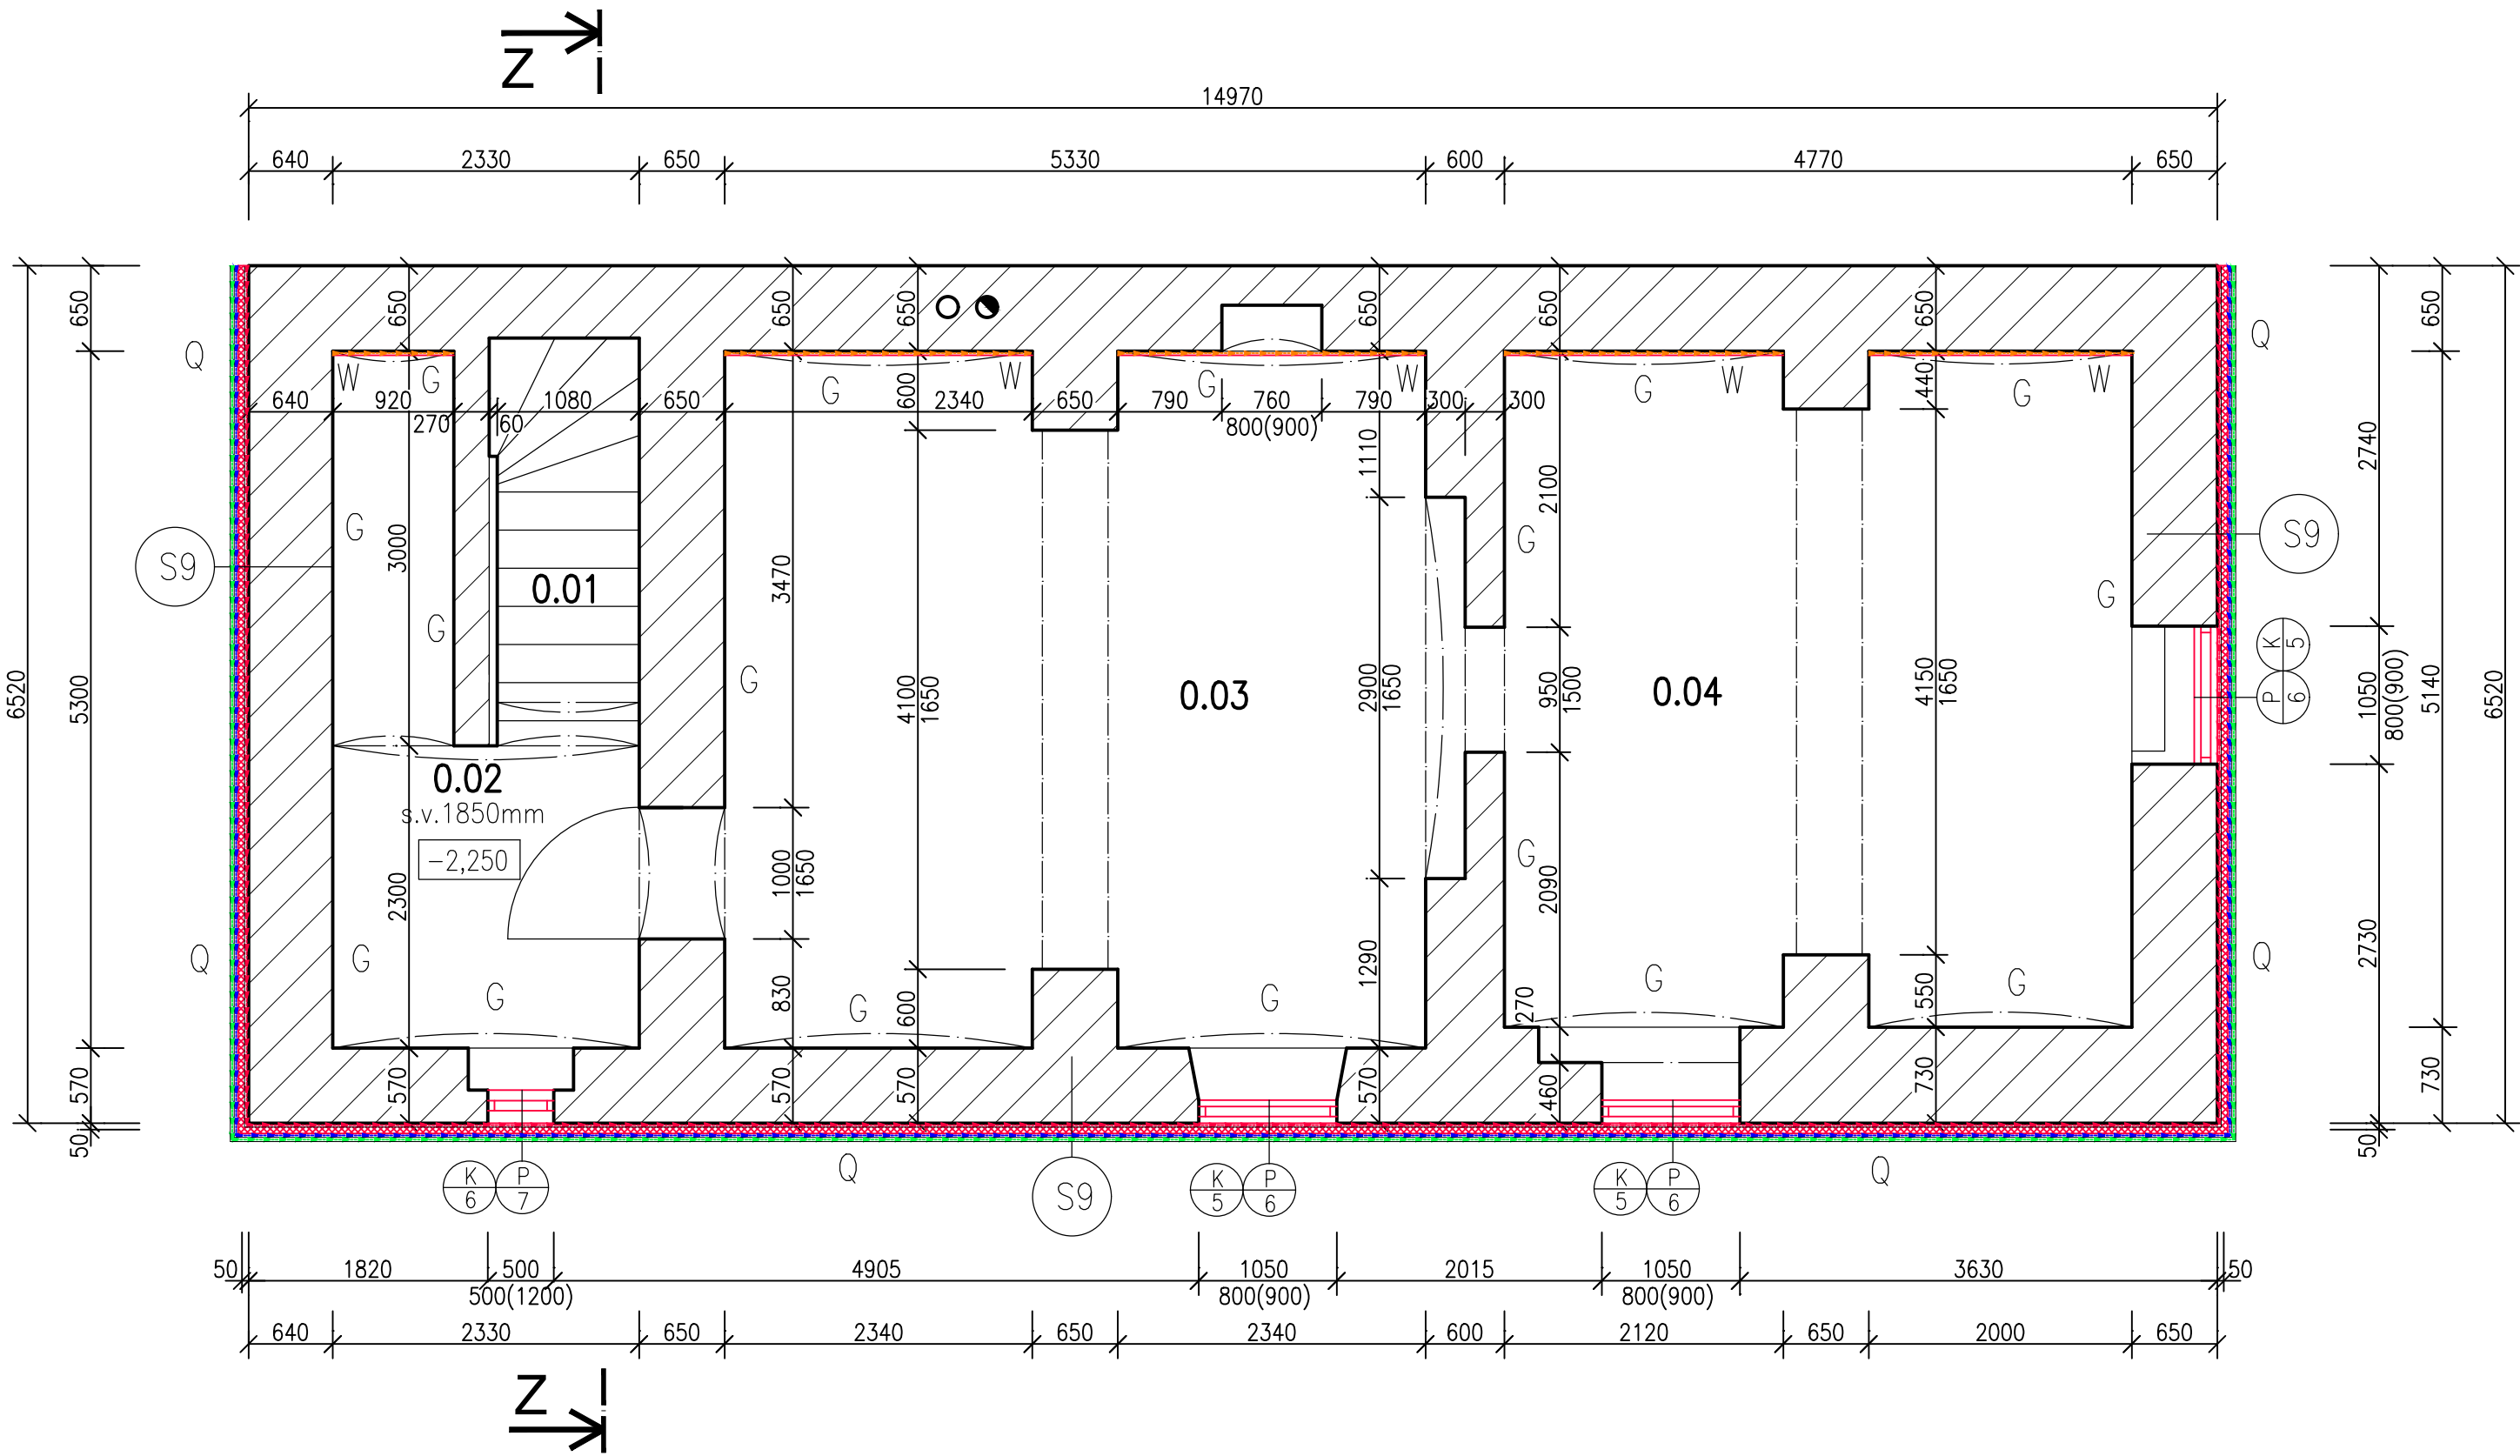 Z
14970
640 2330 650 5330 600 4770 650
650 650 650 650 650 650 650 650
Q Q
W G G W G W G W G W
640 920 1080 650 2340 650 790 760 790 300 300
270 60 800(900)
600 1110 440
2740
G G
3000 3470 2100
S9 S9
0.01
G G G
K 5
P 6
6520 5300 4100 1650 2900 1650 950 1500 4150 1650 1050 800(900) 5140 6520
G
0.03 0.04
0.02
s.v.1850mm
-2,250
2300 1000 1650 2090 2730
G
Q G G G G G G Q
830 600 1290 270 550
570 570 570 570 570 460 730 730
50 50
K 6 P 7 Q S9 K 5 P 6 K 5 P 6 Q
50 1820 500 4905 1050 2015 1050 3630 50
500(1200) 800(900) 800(900)
640 2330 650 2340 650 2340 600 2120 650 2000 650
Z